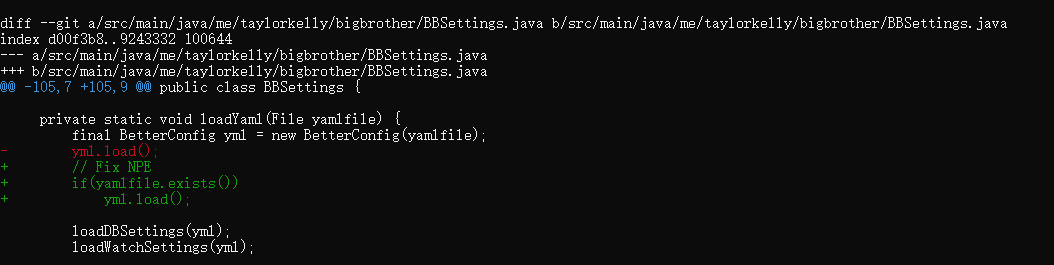 diff --git a/src/main/java/me/taylorkelly/bigbrother/BBSettings.java b/src/main/java/me/taylorkelly/bigbrother/BBSettings.java
index d00f3b8..9243332 100644
--- a/src/main/java/me/taylorkelly/bigbrother/BBSettings.java
+++ b/src/main/java/me/taylorkelly/bigbrother/BBSettings.java
@@ -105,7 +105,9 @@ public class BBSettings {
    private static void loadYaml(File yamlfile) {
        final BetterConfig yml = new BetterConfig(yamlfile);
-       yml.load();
+       // Fix NPE
+       if(yamlfile.exists())
+           yml.load();
        loadDBSettings(yml);
        loadWatchSettings(yml);